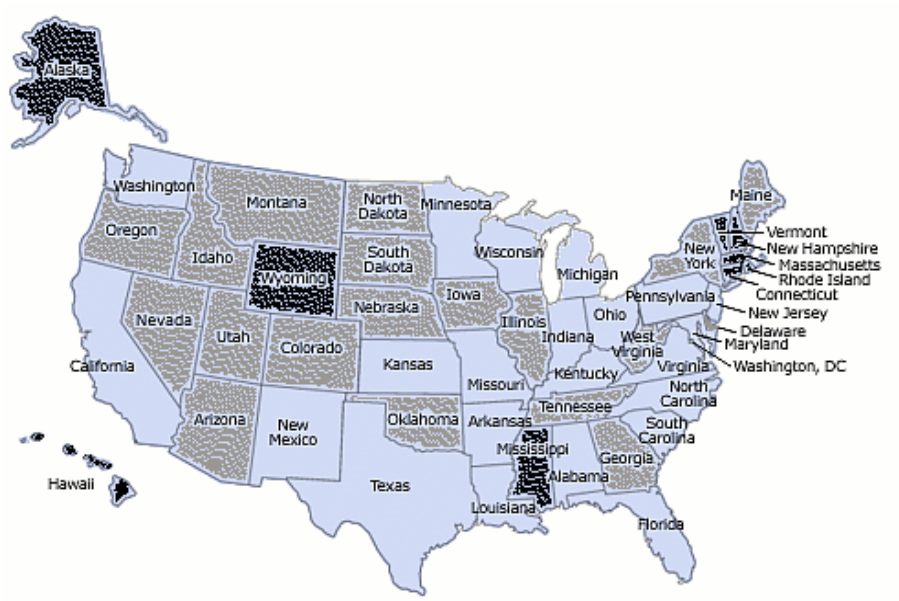 Alaska
Washington
Oregon
Idaho
Montana
North
Dakota
Minnesota
Wisconsin
Michigan
Maine
Vermont
New Hampshire
Massachusetts
Rhode Island
Connecticut
New Jersey
Delaware
Maryland
Washington, DC
New
York
Pennsylvania
South
Dakota
Wyoming
Nebraska
Iowa
Illinois
Indiana
Ohio
West
Virginia
Virginia
Nevada
Utah
Colorado
Kansas
Missouri
Kentucky
California
Arizona
New
Mexico
Oklahoma
Arkansas
Tennessee
North
Carolina
South
Carolina
Mississippi
Alabama
Georgia
Hawaii
Texas
Louisiana
Florida